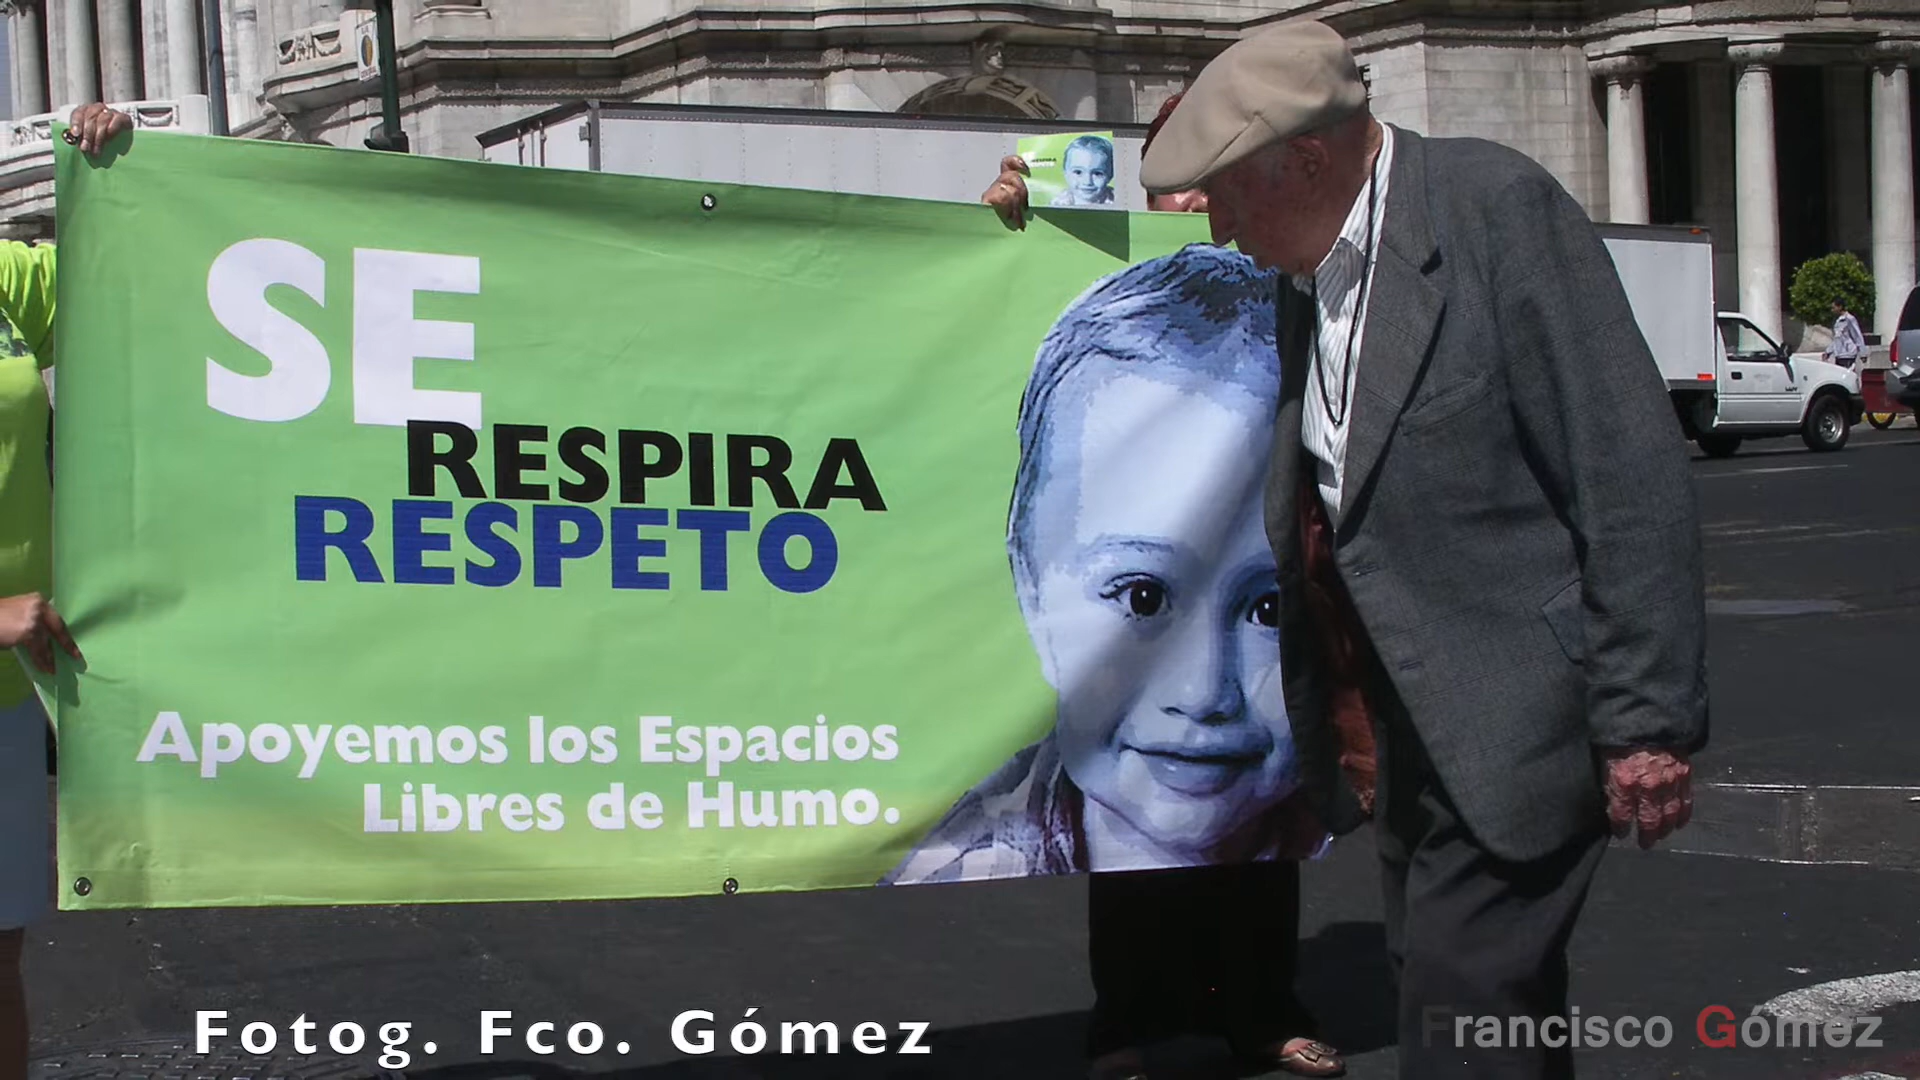 SE
RESPIRA
RESPETO
Apoyemos los Espacios
Libres de Humo.
Fotog. Fco. Gómez
Francisco Gómez